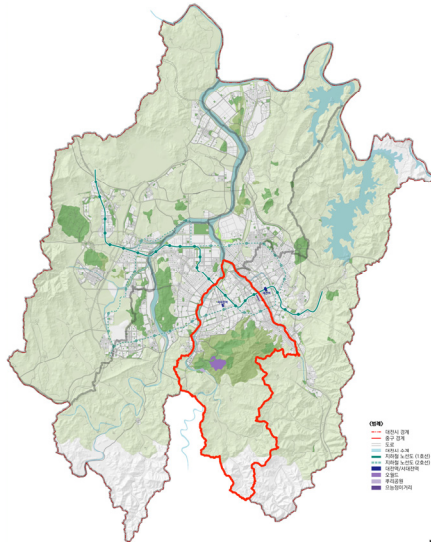 (범례)
대전시 경계
중구 경계
도로
대전시 수계
지하철 노선도 (1호선)
지하철 노선도 (2호선)
대전역/서대전역
오월드
뿌리공원
으능정이거리